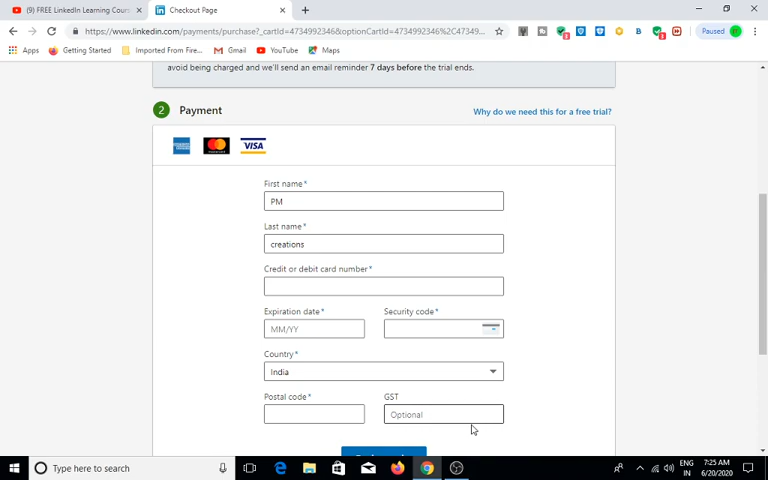 (9) FREE LinkedIn Learning Cours
Checkout Page
https://www.linkedin.com/payments/purchase?_cartId=4734992346&optionCartId=4734992346%2C47349...
Paused
Apps
Getting Started
Imported From Fire...
Gmail
YouTube
Maps
avoid being charged and we'll send an email reminder 7 days before the trial ends.
2
Payment
Why do we need this for a free trial?
VISA
First name*
PM
Last name*
creations
Credit or debit card number*
Expiration date*
Security code*
MM/YY
Country*
India
Postal code*
GST
Optional
Type here to search
ENG
IN
7:25 AM
6/20/2020